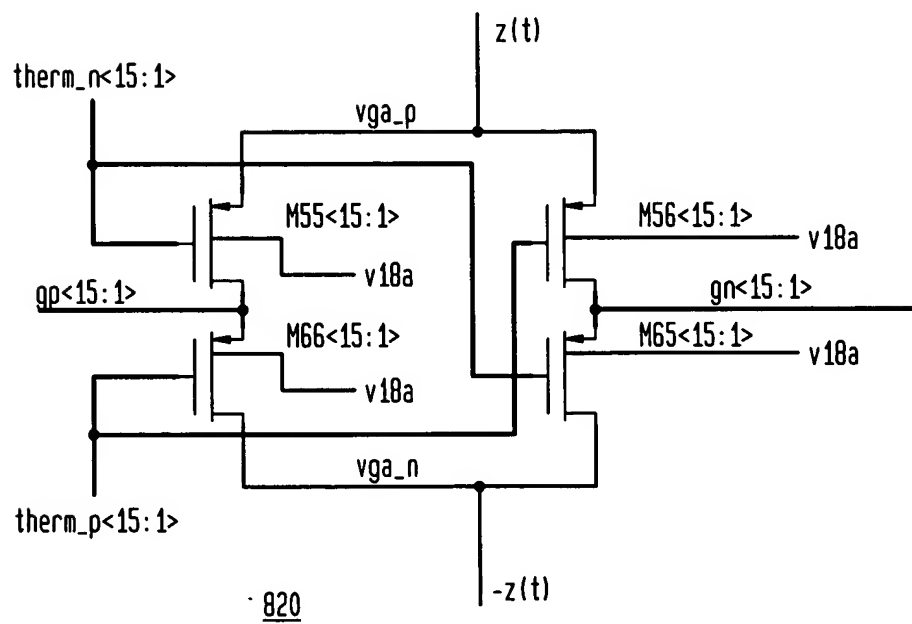 z(t)
therm_n<15:1>
vga_p
M55<15:1>
M56<15:1>
v18a
v18a
gp<15:1>
gn<15:1>
M66<15:1>
M65<15:1>
v18a
v18a
vga_n
therm_p<15:1>
-z(t)
820